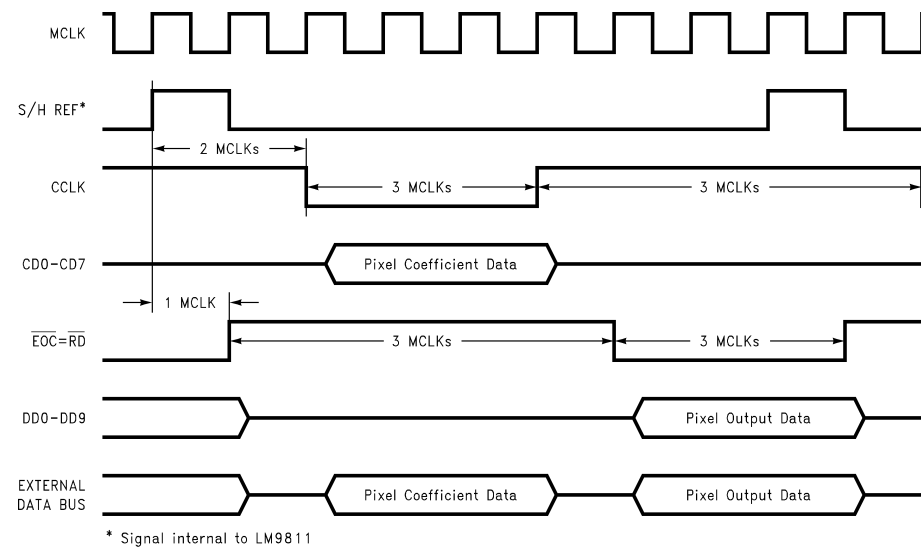 MCLK
S/H REF*
2 MCLKs
CCLK
3 MCLKs
3 MCLKs
CD0-CD7
Pixel Coefficient Data
1 MCLK
EOC=RD
3 MCLKs
3 MCLKs
DD0-DD9
Pixel Output Data
EXTERNAL
DATA BUS
Pixel Coefficient Data
Pixel Output Data
* Signal internal to LM9811